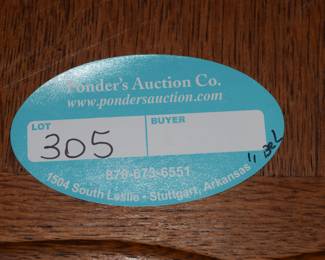 Ponder's Auction Co.
www.pondersauction.com
LOT
305
BUYER
870-673-6551
1504 South Leslie • Stuttgart, Arkansas